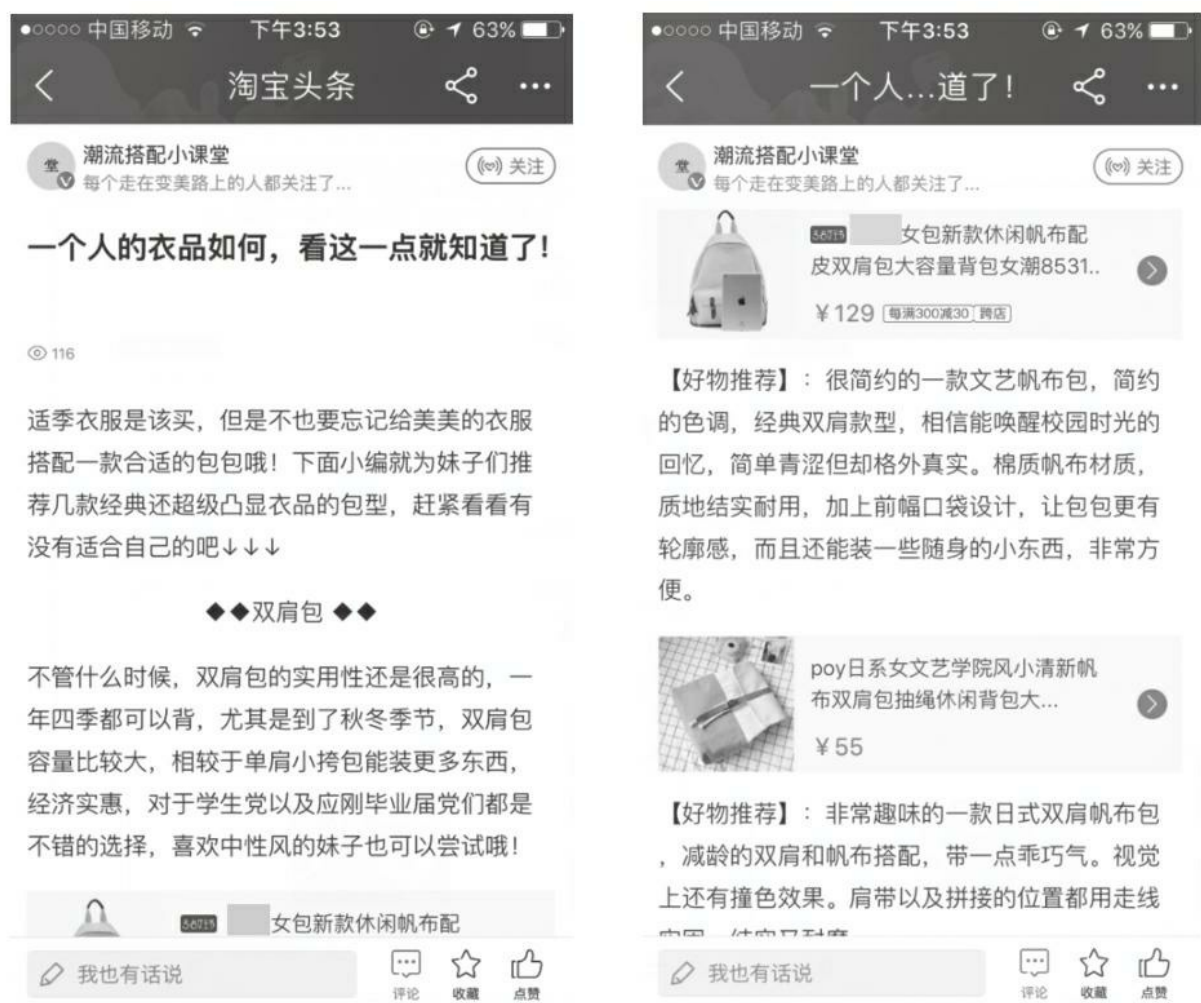 中国移动 下午3:53 63%
淘宝头条
堂 潮流搭配小课堂
每个走在变美路上的人都关注了...
关注
一个人的衣品如何，看这一点就知道了!
116
适季衣服是该买，但是不也要忘记给美美的衣服
搭配一款合适的包包哦！下面小编就为妹子们推
荐几款经典还超级凸显衣品的包型，赶紧看看有
没有适合自己的吧↓↓↓
◆◆双肩包 ◆◆
不管什么时候，双肩包的实用性还是很高的，一
年四季都可以背，尤其是到了秋冬季节，双肩包
容量比较大，相较于单肩小挎包能装更多东西，
经济实惠，对于学生党以及应刚毕业届党们都是
不错的选择，喜欢中性风的妹子也可以尝试哦！
女包新款休闲帆布配
我也有话说
评论 收藏 点赞
中国移动 下午3:53 63%
一个人...道了!
堂 潮流搭配小课堂
每个走在变美路上的人都关注了...
关注
女包新款休闲帆布配
皮双肩包大容量背包女潮8531..
¥129 每满300减30 跨店
【好物推荐】：很简约的一款文艺帆布包，简约
的色调，经典双肩款型，相信能唤醒校园时光的
回忆，简单青涩但却格外真实。棉质帆布材质，
质地结实耐用，加上前幅口袋设计，让包包更有
轮廓感，而且还能装一些随身的小东西，非常方
便。
poy日系女文艺学院风小清新帆
布双肩包抽绳休闲背包大...
¥55
【好物推荐】：非常趣味的一款日式双肩帆布包
，减龄的双肩和帆布搭配，带一点乖巧气。视觉
上还有撞色效果。肩带以及拼接的位置都用走线
我也有话说
评论 收藏 点赞